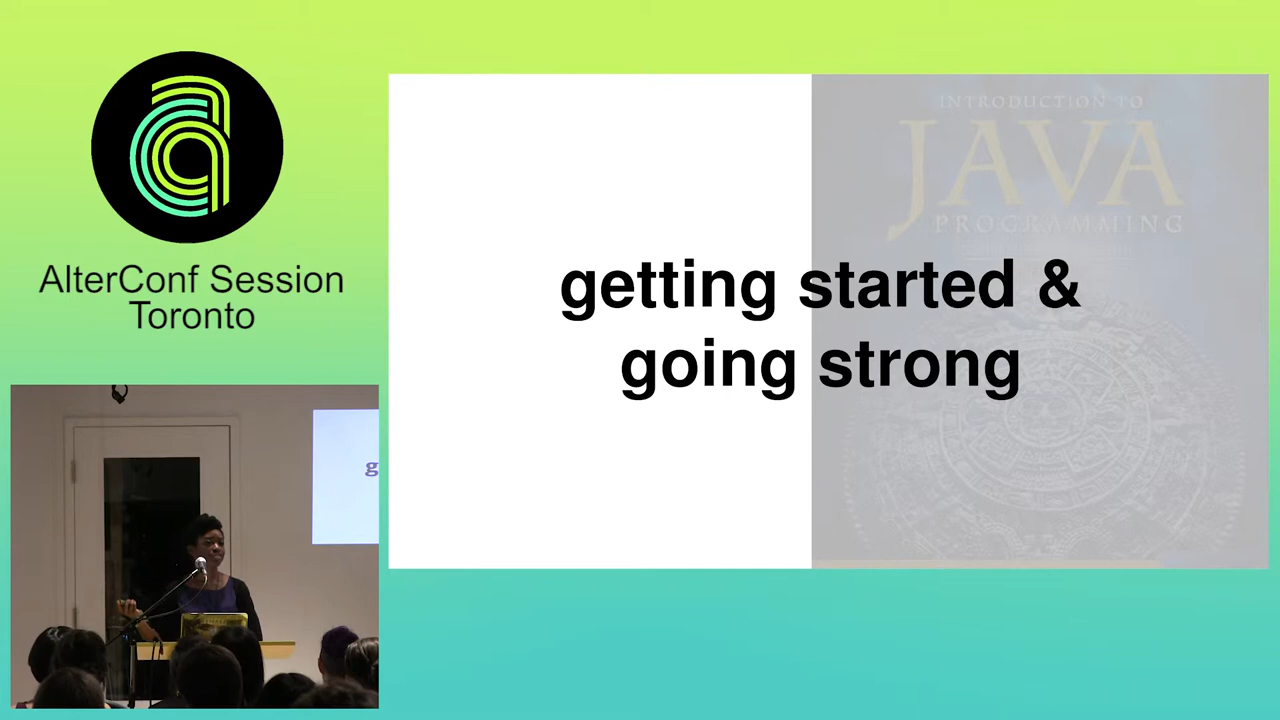 AlterConf Session
Toronto
INTRODUCTION TO
JAVA
PROGRAMMING
getting started &
going strong
g